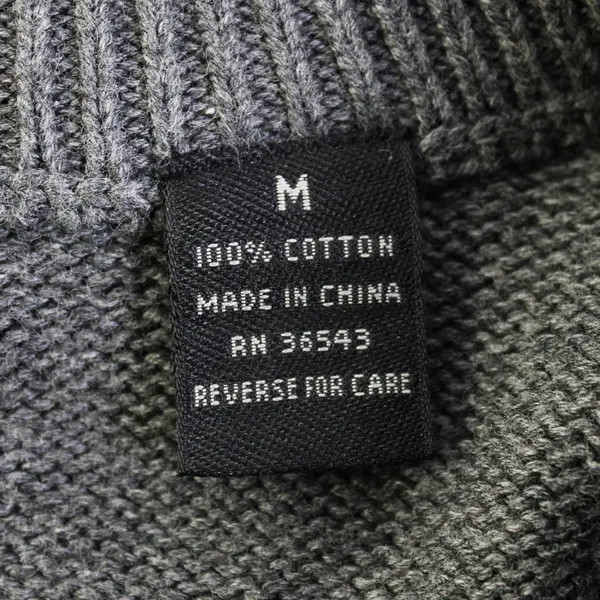 M
100% COTTON
MADE IN CHINA
RN 36543
REVERSE FOR CARE